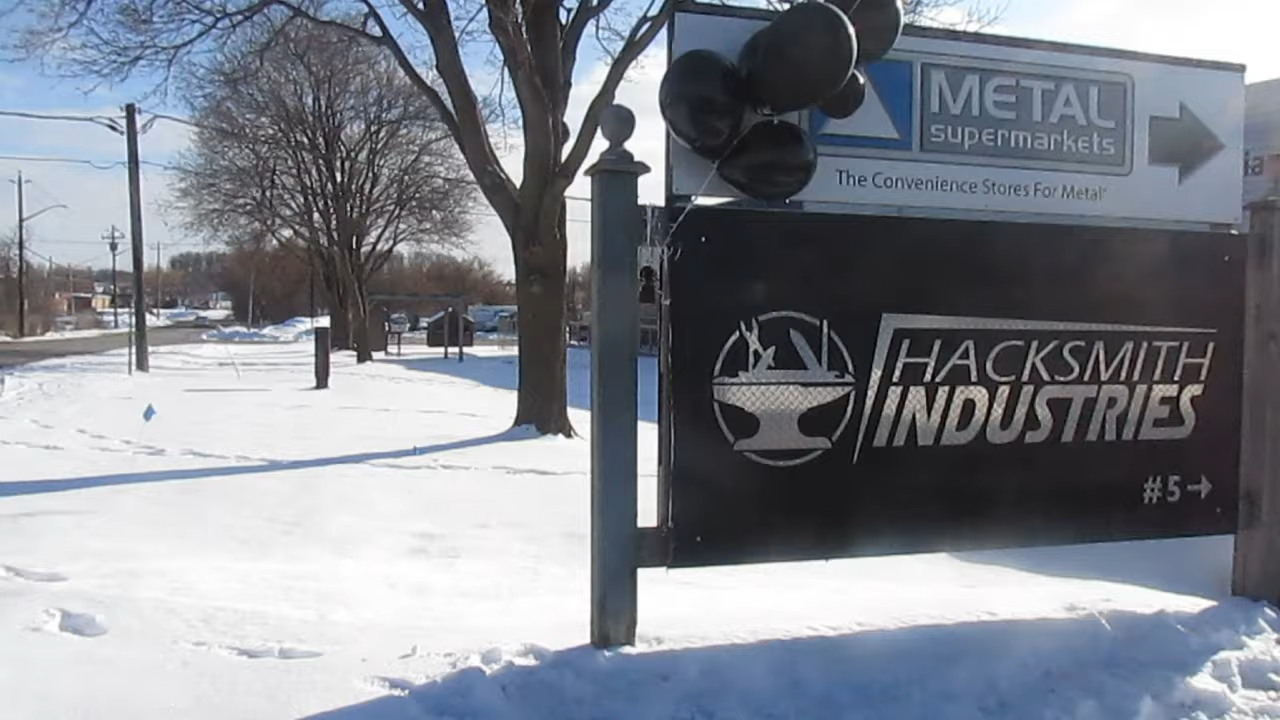 METAL
supermarkets
The Convenience Stores For Metal
HACKSMITH
INDUSTRIES
#5→